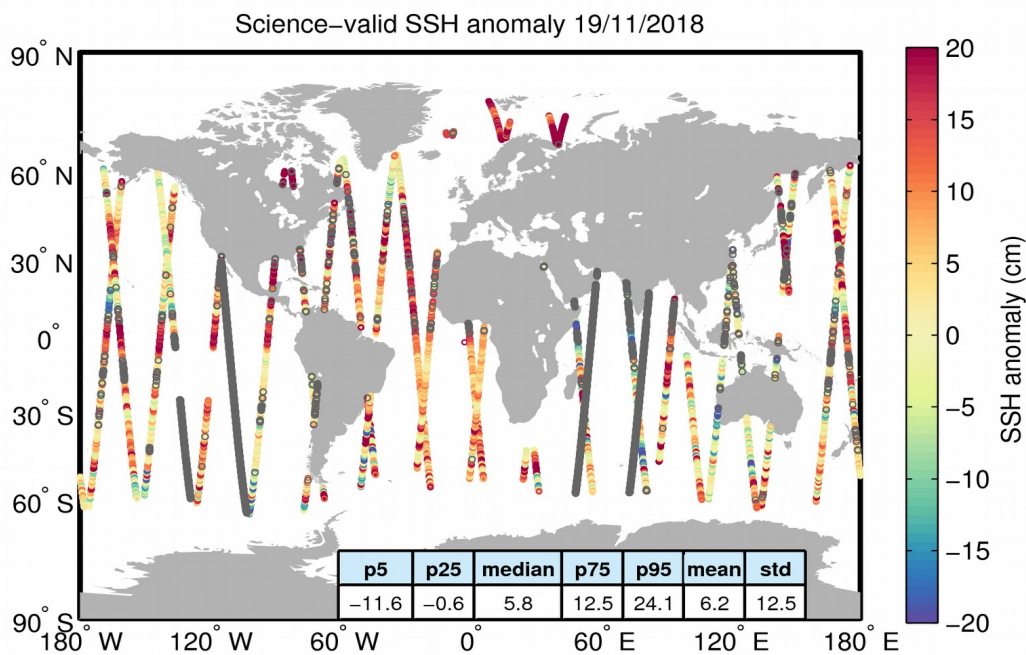 Science−valid SSH anomaly 19/11/2018
90° N
60° N
30° N
0°
30° S
60° S
90° S
180° W
120° W
60° W
0°
60° E
120° E
180° E
p5 p25 median p75 p95 mean std
−11.6 −0.6 5.8 12.5 24.1 6.2 12.5
20
15
10
5
0
−5
−10
−15
−20
SSH anomaly (cm)